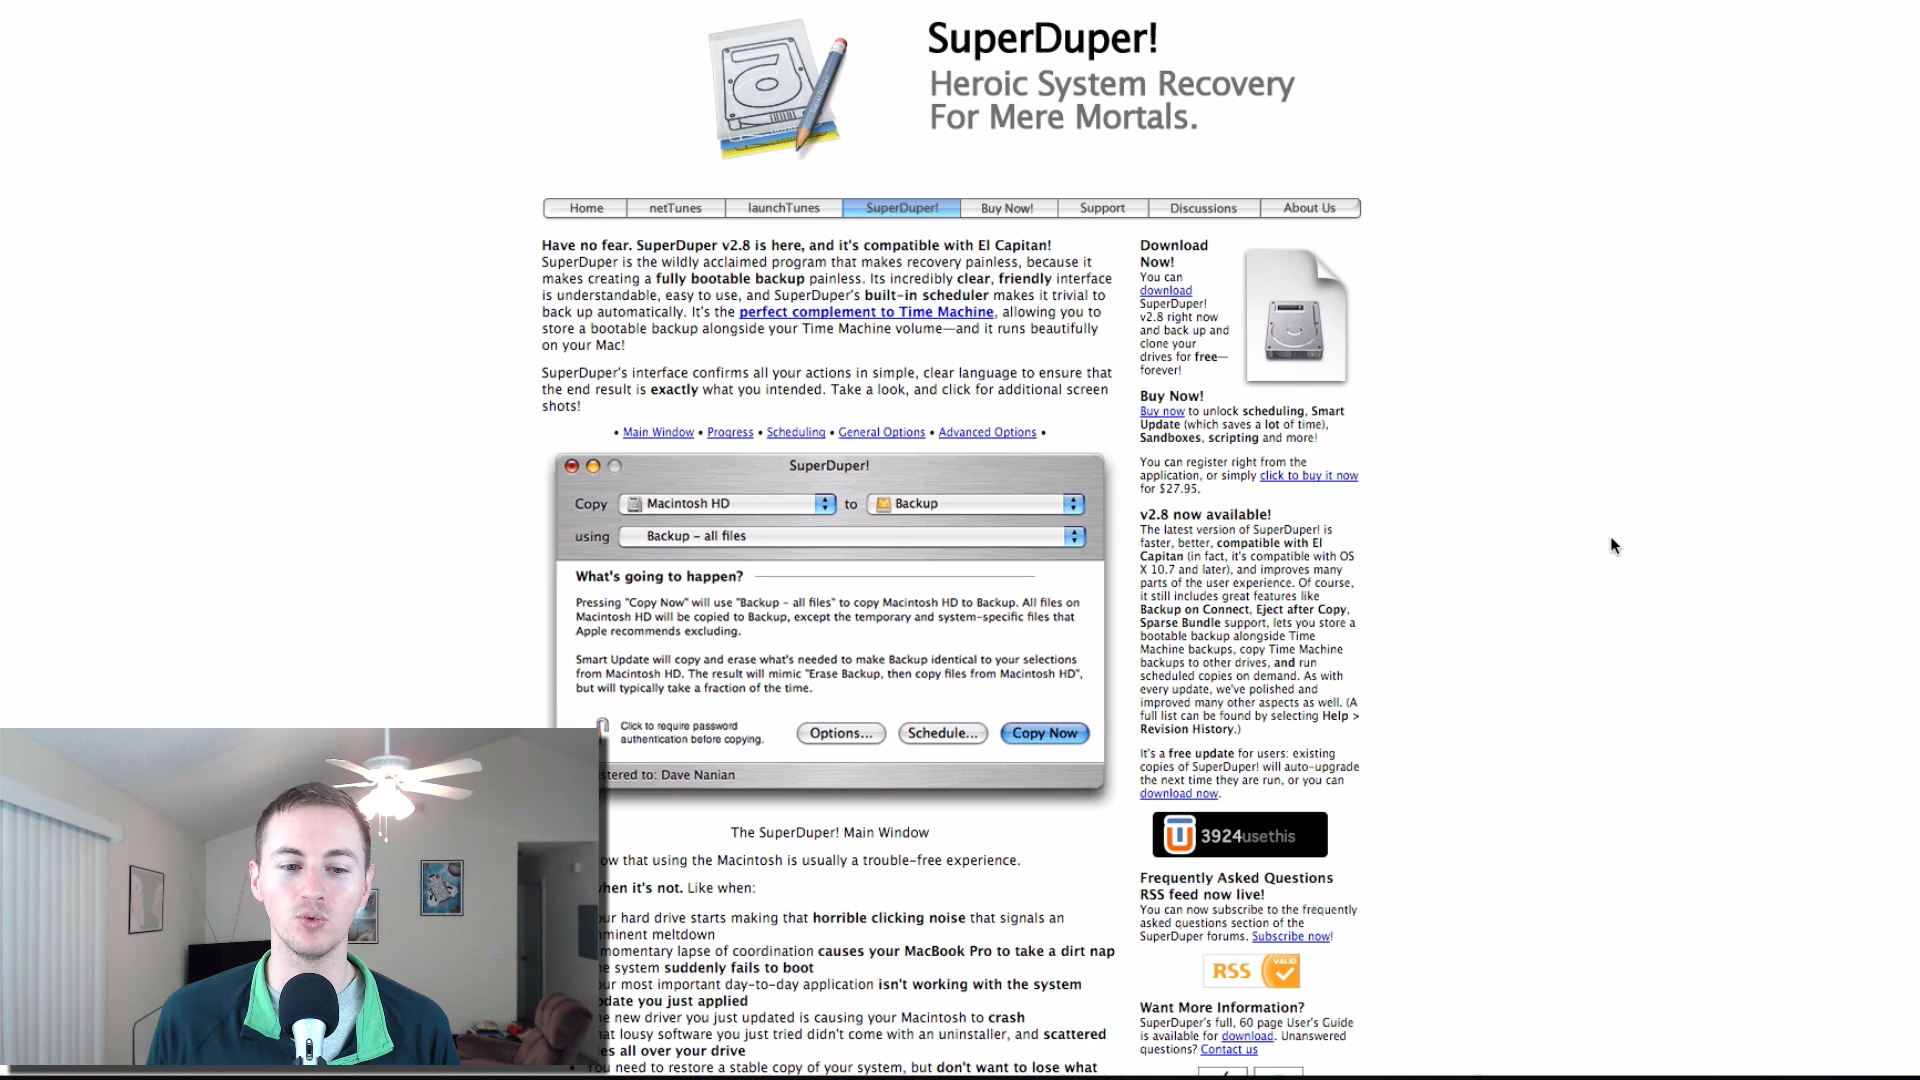 SuperDuper!
Heroic System Recovery
For Mere Mortals.
Home
netTunes
launchTunes
SuperDuper!
Buy Now!
Support
Discussions
About Us
Have no fear. SuperDuper v2.8 is here, and it's compatible with El Capitan!
SuperDuper is the wildly acclaimed program that makes recovery painless, because it
makes creating a fully bootable backup painless. Its incredibly clear, friendly interface
is understandable, easy to use, and SuperDuper's built-in scheduler makes it trivial to
back up automatically. It's the perfect complement to Time Machine, allowing you to
store a bootable backup alongside your Time Machine volume—and it runs beautifully
on your Mac!
SuperDuper's interface confirms all your actions in simple, clear language to ensure that
the end result is exactly what you intended. Take a look, and click for additional screen
shots!
• Main Window • Progress • Scheduling • General Options • Advanced Options •
SuperDuper!
Copy Macintosh HD to Backup
using Backup - all files
What's going to happen?
Pressing "Copy Now" will use "Backup - all files" to copy Macintosh HD to Backup. All files on
Macintosh HD will be copied to Backup, except the temporary and system-specific files that
Apple recommends excluding.
Smart Update will copy and erase what's needed to make Backup identical to your selections
from Macintosh HD. The result will mimic "Erase Backup, then copy files from Macintosh HD",
but will typically take a fraction of the time.
Click to require password
authentication before copying.
Options...
Schedule...
Copy Now
stered to: Dave Nanian
The SuperDuper! Main Window
ow that using the Macintosh is usually a trouble-free experience.
hen it's not. Like when:
ur hard drive starts making that horrible clicking noise that signals an
minent meltdown
momentary lapse of coordination causes your MacBook Pro to take a dirt nap
e system suddenly fails to boot
ur most important day-to-day application isn't working with the system
date you just applied
e new driver you just updated is causing your Macintosh to crash
at lousy software you just tried didn't come with an uninstaller, and scattered
es all over your drive
• You need to restore a stable copy of your system, but don't want to lose what
Download
Now!
You can
download
SuperDuper!
v2.8 right now
and back up and
clone your
drives for free—
forever!
Buy Now!
Buy now to unlock scheduling, Smart
Update (which saves a lot of time),
Sandboxes, scripting and more!
You can register right from the
application, or simply click to buy it now
for $27.95.
v2.8 now available!
The latest version of SuperDuper! is
faster, better, compatible with El
Capitan (in fact, it's compatible with OS
X 10.7 and later), and improves many
parts of the user experience. Of course,
it still includes great features like
Backup on Connect, Eject after Copy,
Sparse Bundle support, lets you store a
bootable backup alongside Time
Machine backups, copy Time Machine
backups to other drives, and run
scheduled copies on demand. As with
every update, we've polished and
improved many other aspects as well. (A
full list can be found by selecting Help >
Revision History.)
It's a free update for users: existing
copies of SuperDuper! will auto-upgrade
the next time they are run, or you can
download now.
3924usethis
Frequently Asked Questions
RSS feed now live!
You can now subscribe to the frequently
asked questions section of the
SuperDuper forums. Subscribe now!
RSS VALID
Want More Information?
SuperDuper's full, 60 page User's Guide
is available for download. Unanswered
questions? Contact us